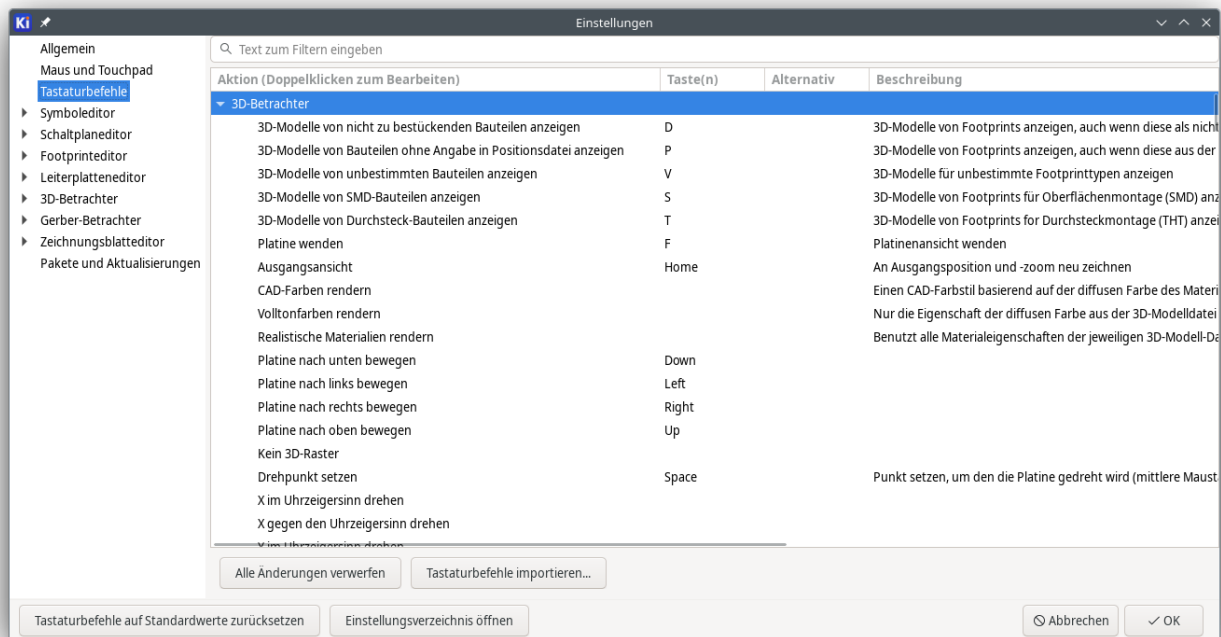 Ki Einstellungen
Allgemein
Maus und Touchpad
Tastaturbefehle
Symboleditor
Schaltplaneditor
Footprinteditor
Leiterplatteneditor
3D-Betrachter
Gerber-Betrachter
Zeichnungsblatteditor
Pakete und Aktualisierungen
Text zum Filtern eingeben
Aktion (Doppelklicken zum Bearbeiten) Taste(n) Alternativ Beschreibung
3D-Betrachter
3D-Modelle von nicht zu bestückenden Bauteilen anzeigen D 3D-Modelle von Footprints anzeigen, auch wenn diese als nicht
3D-Modelle von Bauteilen ohne Angabe in Positionsdatei anzeigen P 3D-Modelle von Footprints anzeigen, auch wenn diese aus der
3D-Modelle von unbestimmten Bauteilen anzeigen V 3D-Modelle für unbestimmte Footprinttypen anzeigen
3D-Modelle von SMD-Bauteilen anzeigen S 3D-Modelle von Footprints für Oberflächenmontage (SMD) anz
3D-Modelle von Durchsteck-Bauteilen anzeigen T 3D-Modelle von Footprints for Durchsteckmontage (THT) anzei
Platine wenden F Platinenansicht wenden
Ausgangsansicht Home An Ausgangsposition und -zoom neu zeichnen
CAD-Farben rendern Einen CAD-Farbstil basierend auf der diffusen Farbe des Materi
Volltonfarben rendern Nur die Eigenschaft der diffusen Farbe aus der 3D-Modelldatei
Realistische Materialien rendern Benutzt alle Materialeigenschaften der jeweiligen 3D-Modell-Da
Platine nach unten bewegen Down
Platine nach links bewegen Left
Platine nach rechts bewegen Right
Platine nach oben bewegen Up
Kein 3D-Raster
Drehpunkt setzen Space Punkt setzen, um den die Platine gedreht wird (mittlere Maust
X im Uhrzeigersinn drehen
X gegen den Uhrzeigersinn drehen
Y im Uhrzeigersinn drehen
Alle Änderungen verwerfen Tastaturbefehle importieren...
Tastaturbefehle auf Standardwerte zurücksetzen Einstellungsverzeichnis öffnen Abbrechen OK